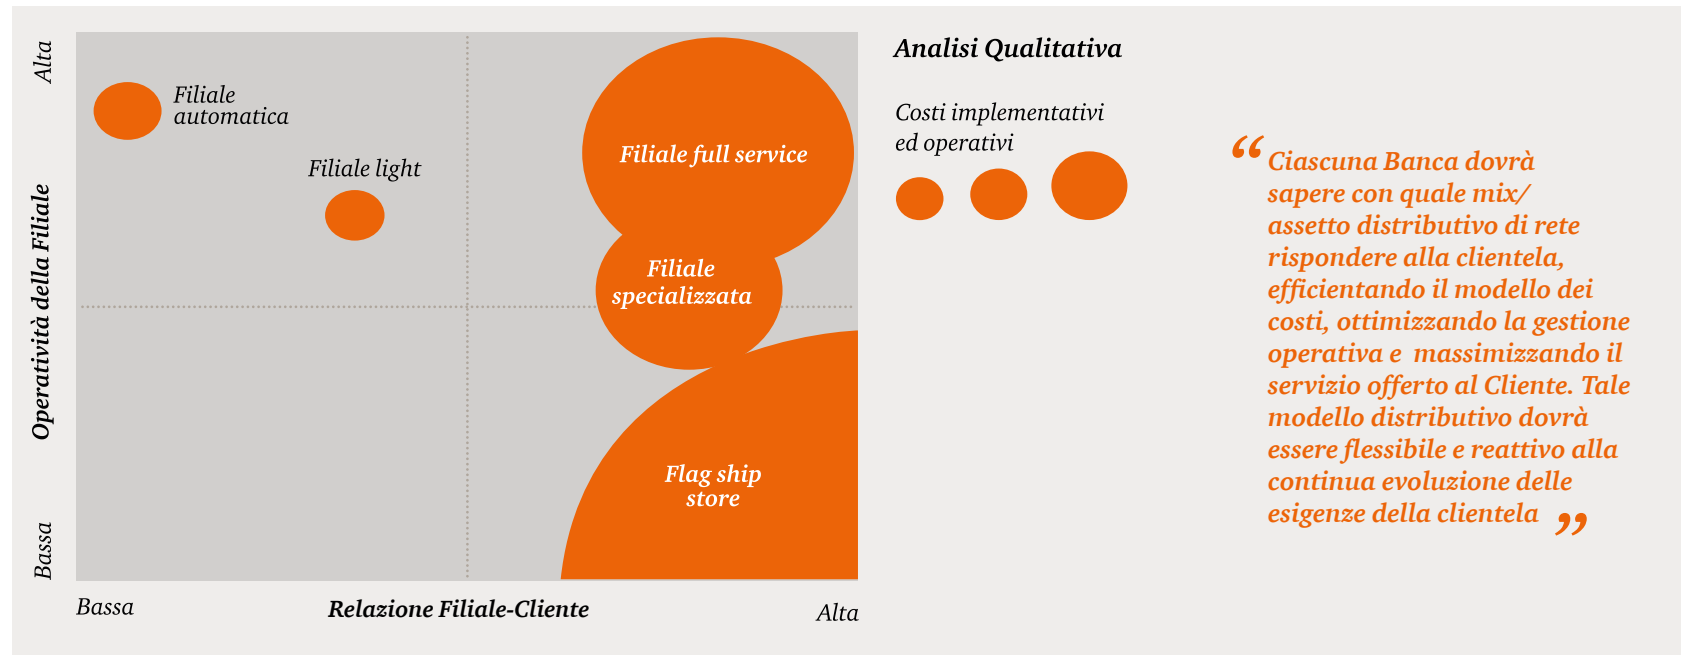 Alta
Operatività della Filiale
Bassa
Filiale
automatica
Filiale light
Filiale full service
Filiale
specializzata
Flag ship
store
Bassa
Relazione Filiale-Cliente
Alta
Analisi Qualitativa
Costi implementativi
ed operativi
“ Ciascuna Banca dovrà
sapere con quale mix/
assetto distributivo di rete
rispondere alla clientela,
efficientando il modello dei
costi, ottimizzando la gestione
operativa e  massimizzando il
servizio offerto al Cliente. Tale
modello distributivo dovrà
essere flessibile e reattivo alla
continua evoluzione delle
esigenze della clientela ”